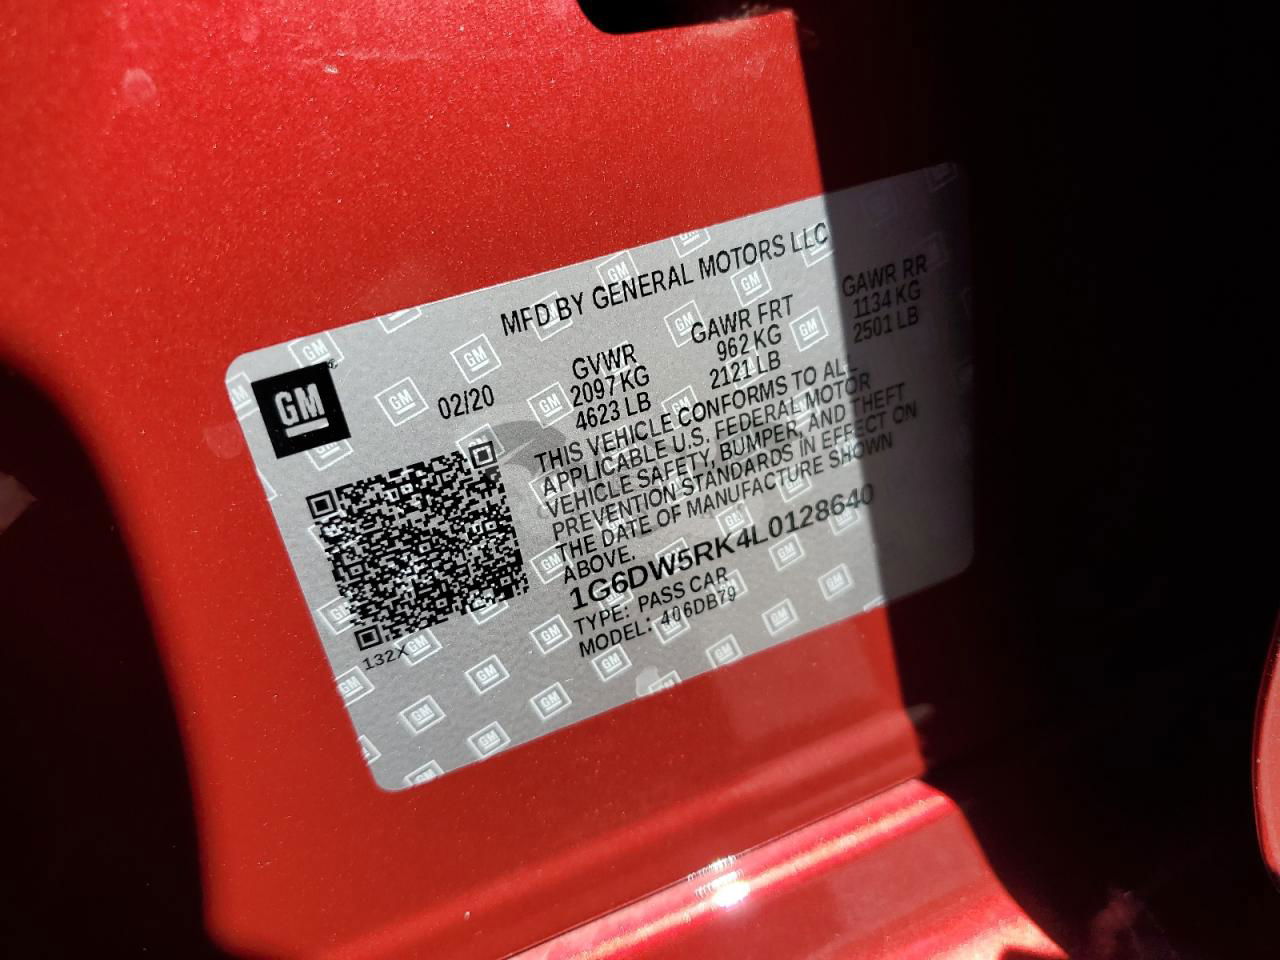 MFD BY GENERAL MOTORS LLC
GM
02/20
GVWR
2097 KG
4623 LB
GAWR FRT
962 KG
2121 LB
GAWR RR
1134 KG
2501 LB
THIS VEHICLE CONFORMS TO ALL
APPLICABLE U.S. FEDERAL MOTOR
VEHICLE SAFETY, BUMPER, AND THEFT
PREVENTION STANDARDS IN EFFECT ON
THE DATE OF MANUFACTURE SHOWN
ABOVE.
1G6DW5RK4L0128640
TYPE: PASS CAR
MODEL: 406DB79
132X